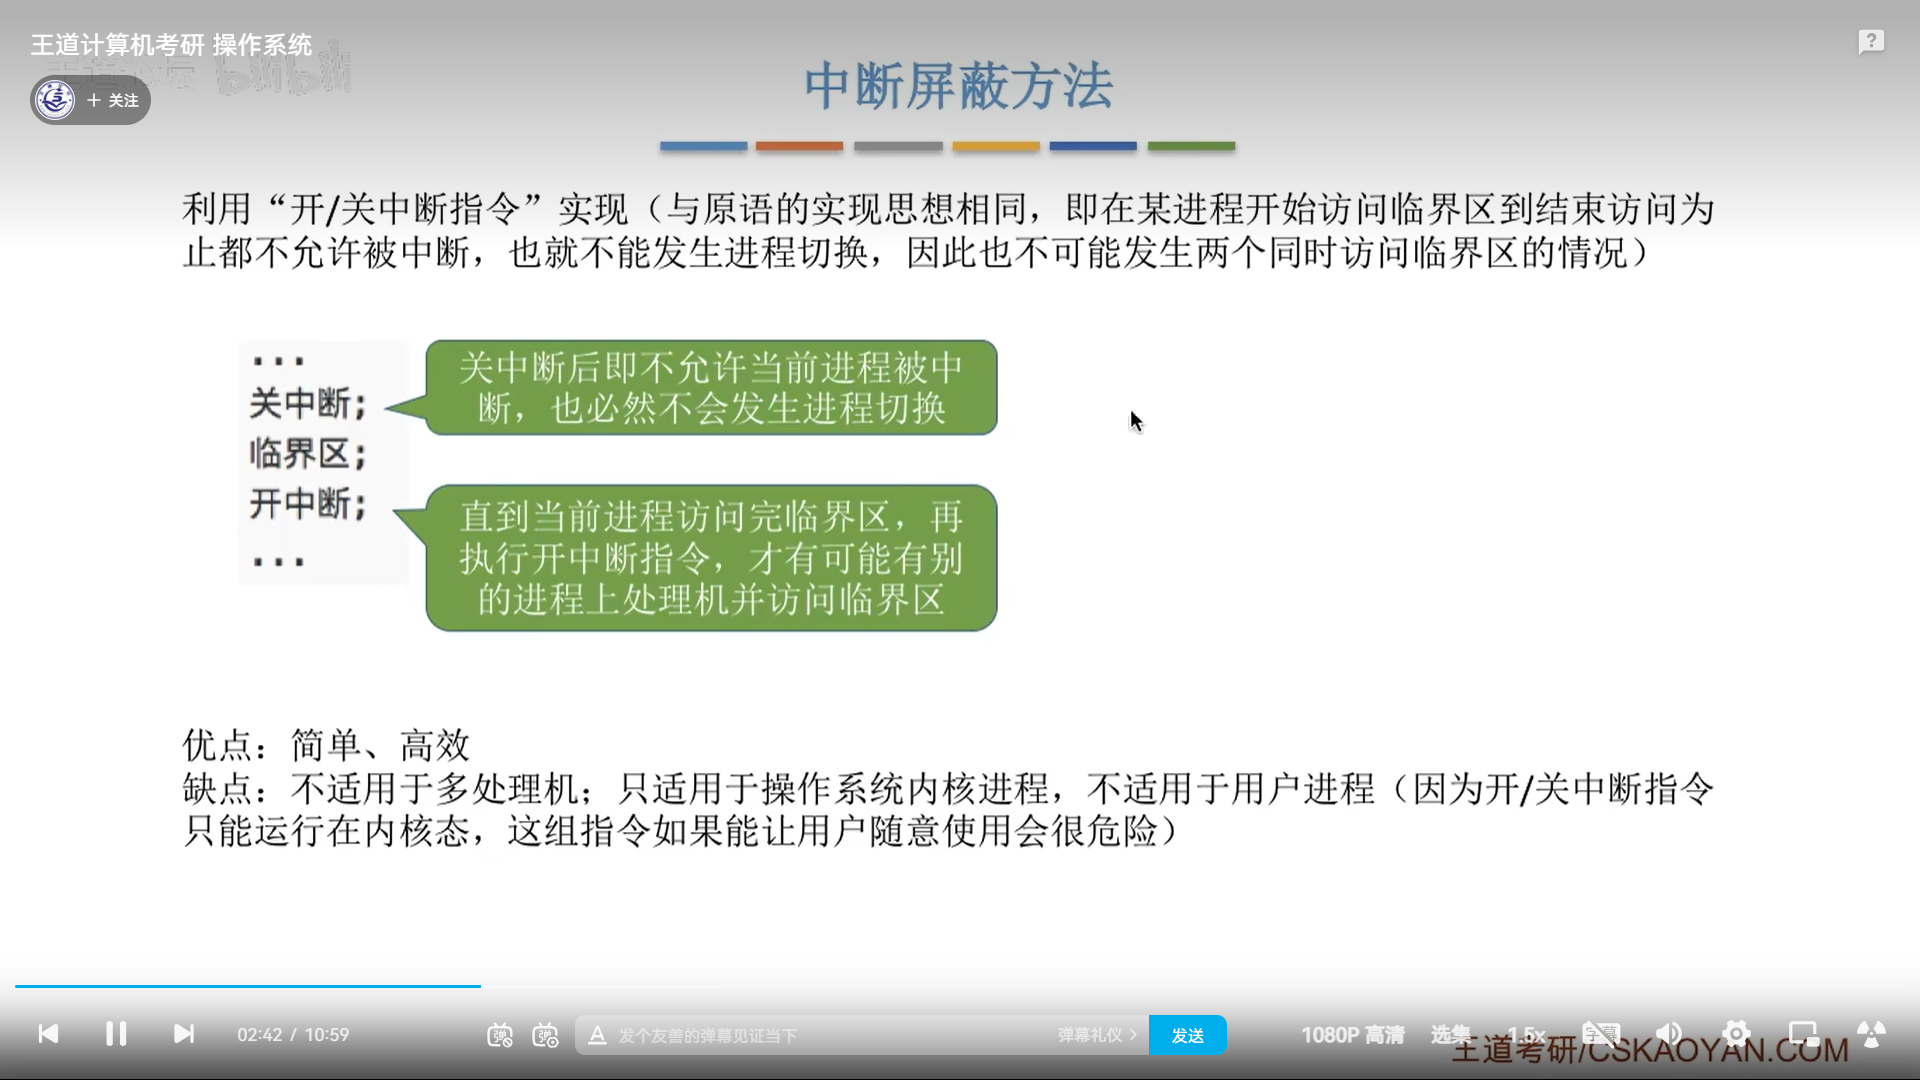 王道计算机考研 操作系统
bilibili
+ 关注
中断屏蔽方法
利用“开/关中断指令”实现（与原语的实现思想相同，即在某进程开始访问临界区到结束访问为
止都不允许被中断，也就不能发生进程切换，因此也不可能发生两个同时访问临界区的情况）
...
关中断;
临界区;
开中断;
...
关中断后即不允许当前进程被中
断，也必然不会发生进程切换
直到当前进程访问完临界区，再
执行开中断指令，才有可能有别
的进程上处理机并访问临界区
优点：简单、高效
缺点：不适用于多处理机；只适用于操作系统内核进程，不适用于用户进程（因为开/关中断指令
只能运行在内核态，这组指令如果能让用户随意使用会很危险）
02:42 / 10:59
弹
弹
A 发个友善的弹幕见证当下
弹幕礼仪 >
发送
1080P 高清
选集
1.5x
字幕
王道考研/CSKAOYAN.COM